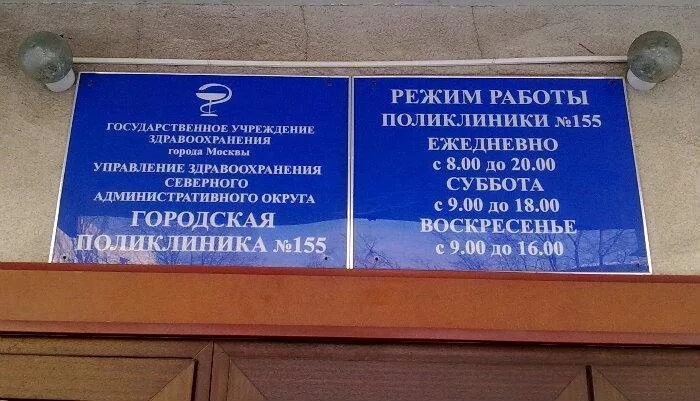 ГОСУДАРСТВЕННОЕ УЧРЕЖДЕНИЕ
ЗДРАВООХРАНЕНИЯ
города Москвы
УПРАВЛЕНИЕ ЗДРАВООХРАНЕНИЯ
СЕВЕРНОГО
АДМИНИСТРАТИВНОГО ОКРУГА
ГОРОДСКАЯ
ПОЛИКЛИНИКА №155
РЕЖИМ РАБОТЫ
ПОЛИКЛИНИКИ №155
ЕЖЕДНЕВНО
с 8.00 до 20.00
СУББОТА
с 9.00 до 18.00
ВОСКРЕСЕНЬЕ
с 9.00 до 16.00